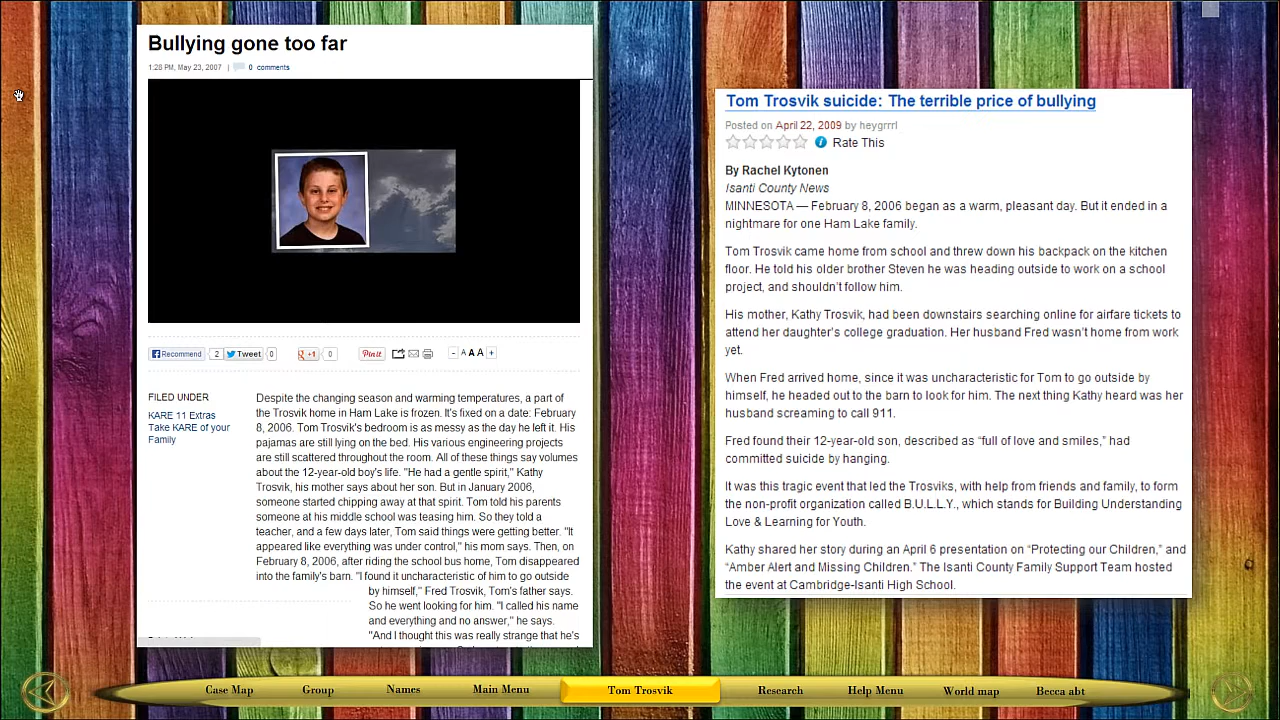 Bullying gone too far
1:28 PM, May 23, 2007 | 0 comments
Recommend 2 Tweet 0 +1 0 Pin it - A A A +
FILED UNDER
KARE 11 Extras
Take KARE of your
Family
Despite the changing season and warming temperatures, a part of
the Trosvik home in Ham Lake is frozen. It's fixed on a date: February
8, 2006. Tom Trosvik's bedroom is as messy as the day he left it. His
pajamas are still lying on the bed. His various engineering projects
are still scattered throughout the room. All of these things say volumes
about the 12-year-old boy's life. "He had a gentle spirit," Kathy
Trosvik, his mother says about her son. But in January 2006,
someone started chipping away at that spirit. Tom told his parents
someone at his middle school was teasing him. So they told a
teacher, and a few days later, Tom said things were getting better. "It
appeared like everything was under control," his mom says. Then, on
February 8, 2006, after riding the school bus home, Tom disappeared
into the family's barn. "I found it uncharacteristic of him to go outside
by himself," Fred Trosvik, Tom's father says.
So he went looking for him. "I called his name
and everything and no answer," he says.
"And I thought this was really strange that he's
Tom Trosvik suicide: The terrible price of bullying
Posted on April 22, 2009 by heygrrrl
Rate This
By Rachel Kytonen
Isanti County News
MINNESOTA — February 8, 2006 began as a warm, pleasant day. But it ended in a
nightmare for one Ham Lake family.
Tom Trosvik came home from school and threw down his backpack on the kitchen
floor. He told his older brother Steven he was heading outside to work on a school
project, and shouldn't follow him.
His mother, Kathy Trosvik, had been downstairs searching online for airfare tickets to
attend her daughter's college graduation. Her husband Fred wasn't home from work
yet.
When Fred arrived home, since it was uncharacteristic for Tom to go outside by
himself, he headed out to the barn to look for him. The next thing Kathy heard was her
husband screaming to call 911.
Fred found their 12-year-old son, described as "full of love and smiles," had
committed suicide by hanging.
It was this tragic event that led the Trosviks, with help from friends and family, to form
the non-profit organization called B.U.L.L.Y., which stands for Building Understanding
Love & Learning for Youth.
Kathy shared her story during an April 6 presentation on "Protecting our Children," and
"Amber Alert and Missing Children." The Isanti County Family Support Team hosted
the event at Cambridge-Isanti High School.
Case Map Group Names Main Menu Tom Trosvik Research Help Menu World map Becca abt